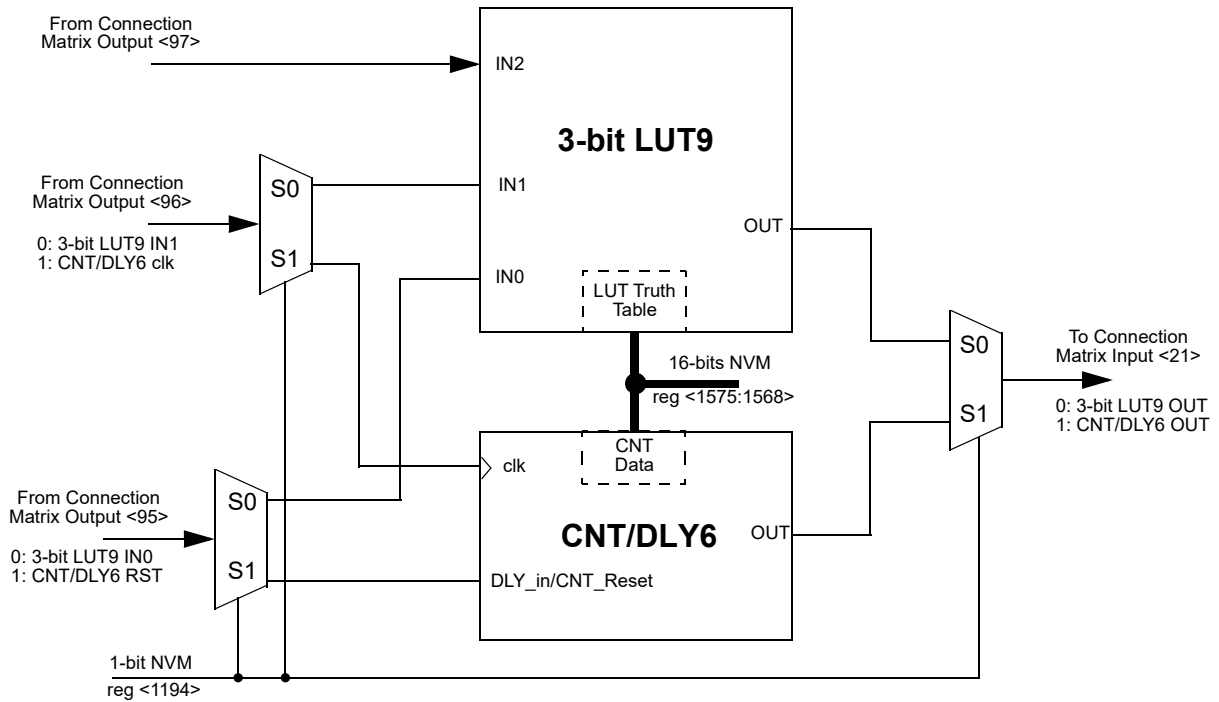 From Connection
Matrix Output <97>
IN2
3-bit LUT9
From Connection
Matrix Output <96>
0: 3-bit LUT9 IN1
1: CNT/DLY6 clk
S0
S1
IN1
IN0
OUT
LUT Truth
Table
16-bits NVM
reg <1575:1568>
S0
S1
To Connection
Matrix Input <21>
0: 3-bit LUT9 OUT
1: CNT/DLY6 OUT
CNT
Data
clk
CNT/DLY6
OUT
DLY_in/CNT_Reset
From Connection
Matrix Output <95>
0: 3-bit LUT9 IN0
1: CNT/DLY6 RST
S0
S1
1-bit NVM
reg <1194>